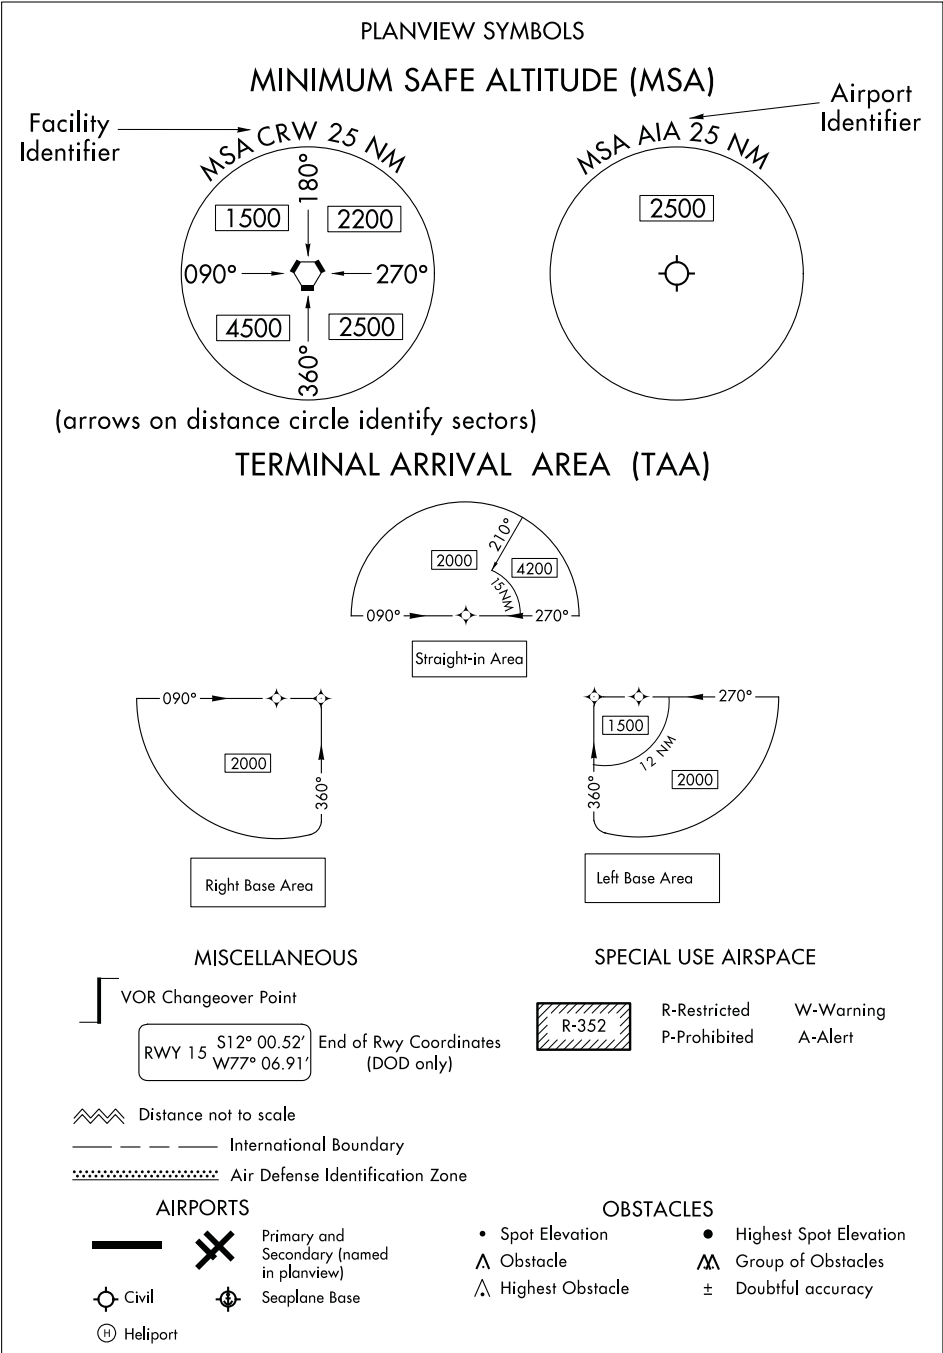 PLANVIEW SYMBOLS
MINIMUM SAFE ALTITUDE (MSA)
Facility
Identifier
MSA CRW 25 NM
180°
1500
2200
090°
270°
4500
2500
360°
Airport
Identifier
MSA AIA 25 NM
2500
(arrows on distance circle identify sectors)
TERMINAL ARRIVAL AREA (TAA)
210°
2000
4200
15NM
090°
270°
Straight-in Area
090°
2000
360°
Right Base Area
270°
1500
12 NM
2000
360°
Left Base Area
MISCELLANEOUS
VOR Changeover Point
RWY 15
S12° 00.52'
W77° 06.91'
End of Rwy Coordinates
(DOD only)
Distance not to scale
International Boundary
Air Defense Identification Zone
SPECIAL USE AIRSPACE
R-352
R-Restricted
W-Warning
P-Prohibited
A-Alert
AIRPORTS
Primary and
Secondary (named
in planview)
Civil
Seaplane Base
H
Heliport
OBSTACLES
Spot Elevation
Highest Spot Elevation
Obstacle
Group of Obstacles
Highest Obstacle
± Doubtful accuracy